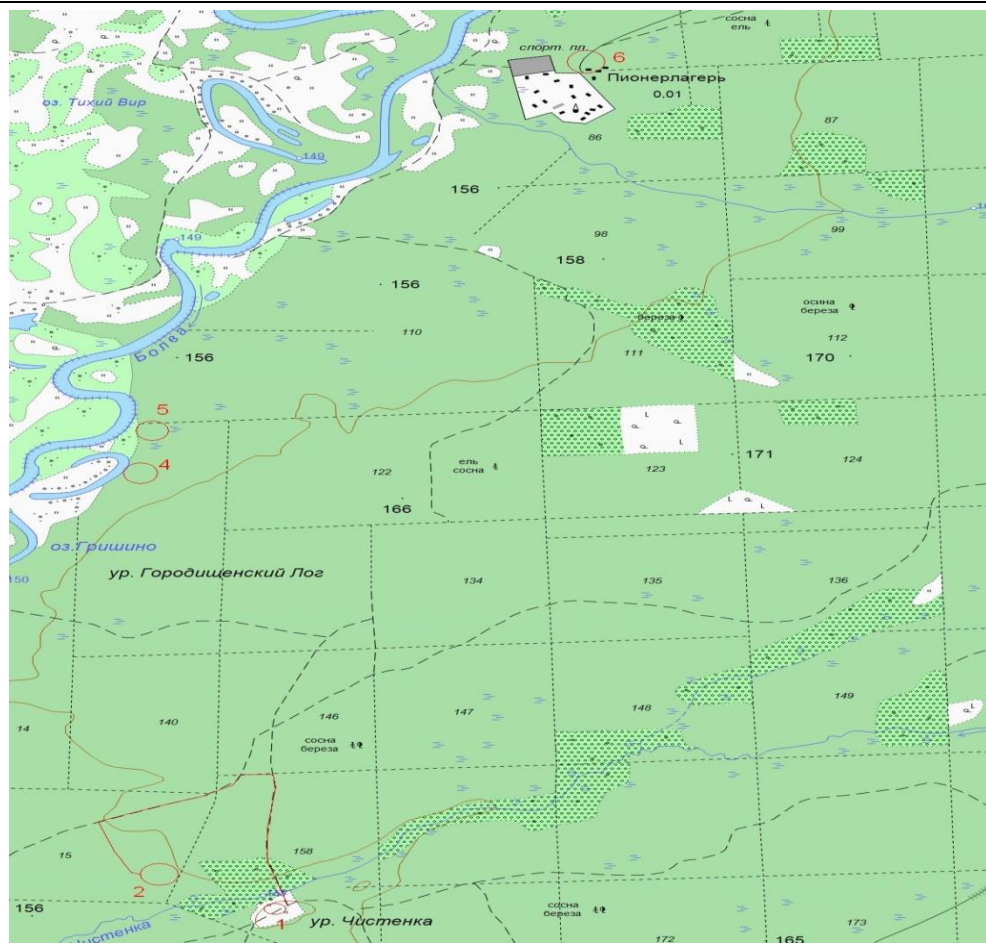 сосна
ель
спорт. пл.
6
Пионерлагерь
0,01
оз. Тихий Вир
87
86
149
156
98
99
149
158
156
береза
осина
береза
110
111
112
Болва
156
170
5
4
ель
сосна
122
123
171
124
166
оз.Гришино
150
ур. Городищенский Лог
134
135
136
14
140
146
147
148
149
сосна
береза
15
158
2
156
1
ур. Чистенка
сосна
береза
172
173
165